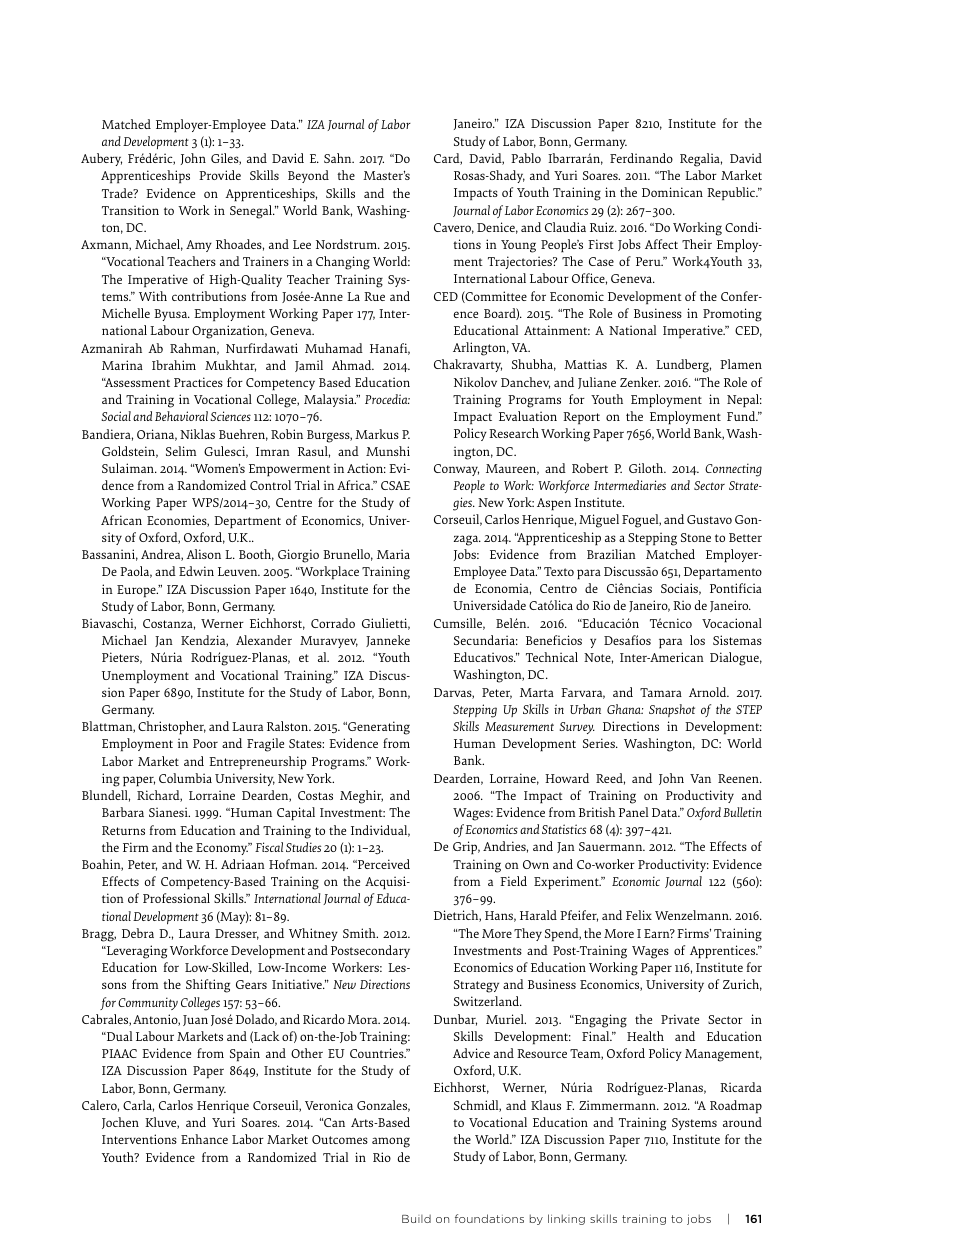 Matched Employer-Employee Data.” IZA Journal of Labor
and Development 3 (1): 1–33.
Aubery, Frédéric, John Giles, and David E. Sahn. 2017. “Do
Apprenticeships Provide Skills Beyond the Master’s
Trade? Evidence on Apprenticeships, Skills and the
Transition to Work in Senegal.” World Bank, Washing-
ton, DC.
Axmann, Michael, Amy Rhoades, and Lee Nordstrum. 2015.
“Vocational Teachers and Trainers in a Changing World:
The Imperative of High-Quality Teacher Training Sys-
tems.” With contributions from Josée-Anne La Rue and
Michelle Byusa. Employment Working Paper 177, Inter-
national Labour Organization, Geneva.
Azmanirah Ab Rahman, Nurfirdawati Muhamad Hanafi,
Marina Ibrahim Mukhtar, and Jamil Ahmad. 2014.
“Assessment Practices for Competency Based Education
and Training in Vocational College, Malaysia.” Procedia:
Social and Behavioral Sciences 112: 1070–76.
Bandiera, Oriana, Niklas Buehren, Robin Burgess, Markus P.
Goldstein, Selim Gulesci, Imran Rasul, and Munshi
Sulaiman. 2014. “Women’s Empowerment in Action: Evi-
dence from a Randomized Control Trial in Africa.” CSAE
Working Paper WPS/2014–30, Centre for the Study of
African Economies, Department of Economics, Univer-
sity of Oxford, Oxford, U.K..
Bassanini, Andrea, Alison L. Booth, Giorgio Brunello, Maria
De Paola, and Edwin Leuven. 2005. “Workplace Training
in Europe.” IZA Discussion Paper 1640, Institute for the
Study of Labor, Bonn, Germany.
Biavaschi, Costanza, Werner Eichhorst, Corrado Giulietti,
Michael Jan Kendzia, Alexander Muravyev, Janneke
Pieters, Núria Rodríguez-Planas, et al. 2012. “Youth
Unemployment and Vocational Training.” IZA Discus-
sion Paper 6890, Institute for the Study of Labor, Bonn,
Germany.
Blattman, Christopher, and Laura Ralston. 2015. “Generating
Employment in Poor and Fragile States: Evidence from
Labor Market and Entrepreneurship Programs.” Work-
ing paper, Columbia University, New York.
Blundell, Richard, Lorraine Dearden, Costas Meghir, and
Barbara Sianesi. 1999. “Human Capital Investment: The
Returns from Education and Training to the Individual,
the Firm and the Economy.” Fiscal Studies 20 (1): 1–23.
Boahin, Peter, and W. H. Adriaan Hofman. 2014. “Perceived
Effects of Competency-Based Training on the Acquisi-
tion of Professional Skills.” International Journal of Educa-
tional Development 36 (May): 81–89.
Bragg, Debra D., Laura Dresser, and Whitney Smith. 2012.
“Leveraging Workforce Development and Postsecondary
Education for Low-Skilled, Low-Income Workers: Les-
sons from the Shifting Gears Initiative.” New Directions
for Community Colleges 157: 53–66.
Cabrales, Antonio, Juan José Dolado, and Ricardo Mora. 2014.
“Dual Labour Markets and (Lack of) on-the-Job Training:
PIAAC Evidence from Spain and Other EU Countries.”
IZA Discussion Paper 8649, Institute for the Study of
Labor, Bonn, Germany.
Calero, Carla, Carlos Henrique Corseuil, Veronica Gonzales,
Jochen Kluve, and Yuri Soares. 2014. “Can Arts-Based
Interventions Enhance Labor Market Outcomes among
Youth? Evidence from a Randomized Trial in Rio de
Janeiro.” IZA Discussion Paper 8210, Institute for the
Study of Labor, Bonn, Germany.
Card, David, Pablo Ibarrarán, Ferdinando Regalia, David
Rosas-Shady, and Yuri Soares. 2011. “The Labor Market
Impacts of Youth Training in the Dominican Republic.”
Journal of Labor Economics 29 (2): 267–300.
Cavero, Denice, and Claudia Ruiz. 2016. “Do Working Condi-
tions in Young People’s First Jobs Affect Their Employ-
ment Trajectories? The Case of Peru.” Work4Youth 33,
International Labour Office, Geneva.
CED (Committee for Economic Development of the Confer-
ence Board). 2015. “The Role of Business in Promoting
Educational Attainment: A National Imperative.” CED,
Arlington, VA.
Chakravarty, Shubha, Mattias K. A. Lundberg, Plamen
Nikolov Danchev, and Juliane Zenker. 2016. “The Role of
Training Programs for Youth Employment in Nepal:
Impact Evaluation Report on the Employment Fund.”
Policy Research Working Paper 7656, World Bank, Wash-
ington, DC.
Conway, Maureen, and Robert P. Giloth. 2014. Connecting
People to Work: Workforce Intermediaries and Sector Strate-
gies. New York: Aspen Institute.
Corseuil, Carlos Henrique, Miguel Foguel, and Gustavo Gon-
zaga. 2014. “Apprenticeship as a Stepping Stone to Better
Jobs: Evidence from Brazilian Matched Employer-
Employee Data.” Texto para Discussão 651, Departamento
de Economia, Centro de Ciências Sociais, Pontifícia
Universidade Católica do Rio de Janeiro, Rio de Janeiro.
Cumsille, Belén. 2016. “Educación Técnico Vocacional
Secundaria: Beneficios y Desafíos para los Sistemas
Educativos.” Technical Note, Inter-American Dialogue,
Washington, DC.
Darvas, Peter, Marta Farvara, and Tamara Arnold. 2017.
Stepping Up Skills in Urban Ghana: Snapshot of the STEP
Skills Measurement Survey. Directions in Development:
Human Development Series. Washington, DC: World
Bank.
Dearden, Lorraine, Howard Reed, and John Van Reenen.
2006. “The Impact of Training on Productivity and
Wages: Evidence from British Panel Data.” Oxford Bulletin
of Economics and Statistics 68 (4): 397–421.
De Grip, Andries, and Jan Sauermann. 2012. “The Effects of
Training on Own and Co-worker Productivity: Evidence
from a Field Experiment.” Economic Journal 122 (560):
376–99.
Dietrich, Hans, Harald Pfeifer, and Felix Wenzelmann. 2016.
“The More They Spend, the More I Earn? Firms’ Training
Investments and Post-Training Wages of Apprentices.”
Economics of Education Working Paper 116, Institute for
Strategy and Business Economics, University of Zurich,
Switzerland.
Dunbar, Muriel. 2013. “Engaging the Private Sector in
Skills Development: Final.” Health and Education
Advice and Resource Team, Oxford Policy Management,
Oxford, U.K.
Eichhorst, Werner, Núria Rodríguez-Planas, Ricarda
Schmidl, and Klaus F. Zimmermann. 2012. “A Roadmap
to Vocational Education and Training Systems around
the World.” IZA Discussion Paper 7110, Institute for the
Study of Labor, Bonn, Germany.
Build on foundations by linking skills training to jobs | 161